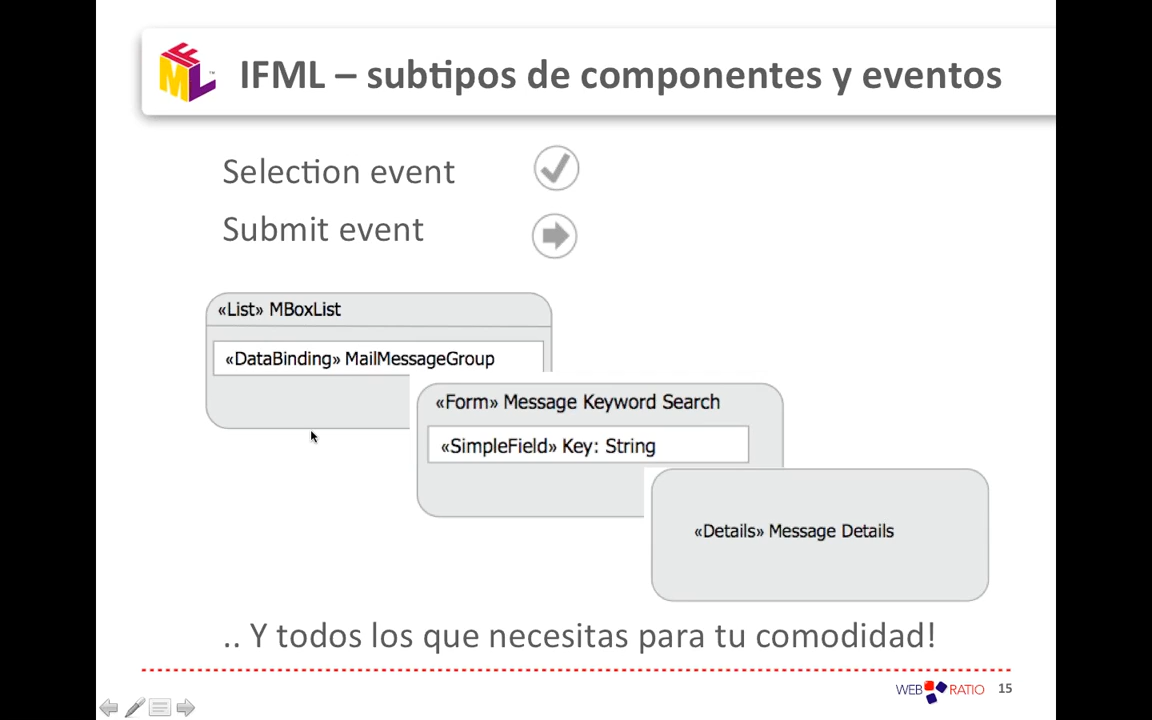 IFML – subtipos de componentes y eventos
Selection event
Submit event
«List» MBoxList
«DataBinding» MailMessageGroup
«Form» Message Keyword Search
«SimpleField» Key: String
«Details» Message Details
.. Y todos los que necesitas para tu comodidad!
WEB RATIO 15